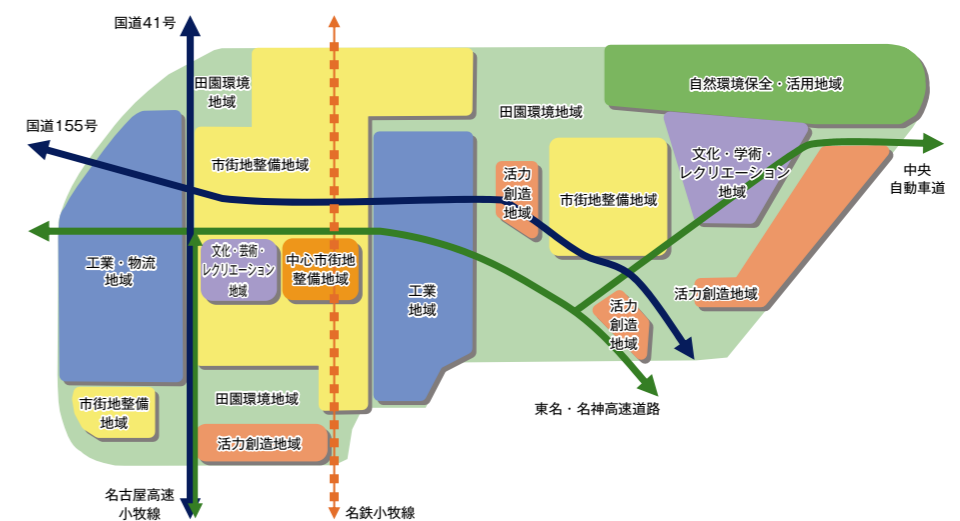 国道41号
田園環境
地域
自然環境保全・活用地域
田園環境地域
国道155号
市街地整備地域
文化・学術・
レクリエーション
地域
中央
自動車道
活力
創造
地域
市街地整備地域
工業・物流
地域
文化・芸術・
レクリエーション
地域
中心市街地
整備地域
工業
地域
活力創造地域
活力
創造
地域
市街地整備
地域
田園環境地域
東名・名神高速道路
活力創造地域
名古屋高速
小牧線
名鉄小牧線